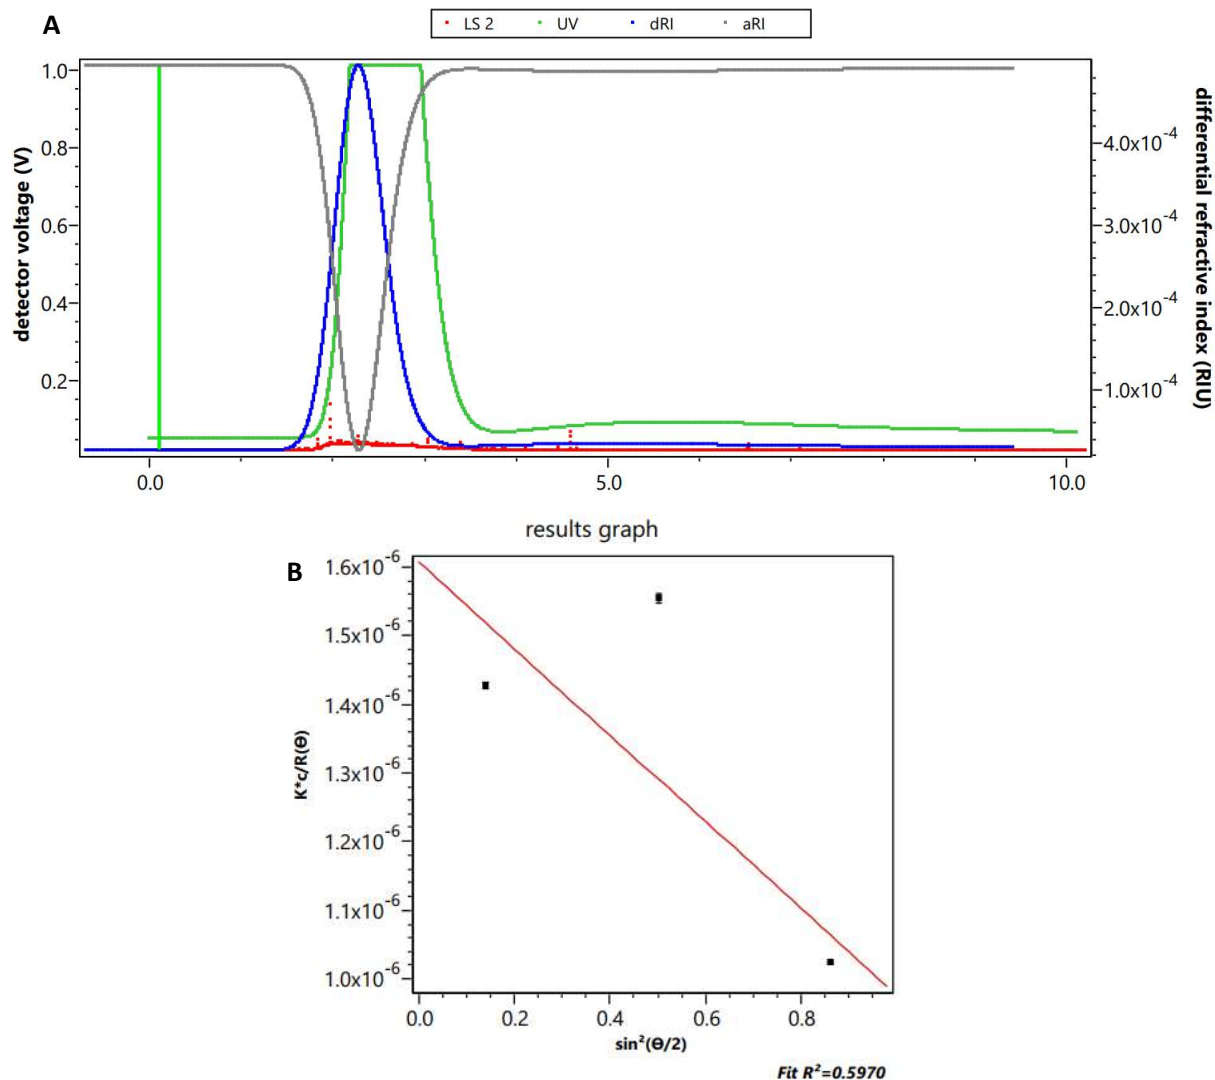 A
LS 2 UV dRI aRI
detector voltage (V)
1.0
0.8
0.6
0.4
0.2
4.0x10⁻⁴
3.0x10⁻⁴
2.0x10⁻⁴
1.0x10⁻⁴
differential refractive index (RIU)
0.0 5.0 10.0
results graph
B
K*c/R(Θ)
1.6x10⁻⁶
1.5x10⁻⁶
1.4x10⁻⁶
1.3x10⁻⁶
1.2x10⁻⁶
1.1x10⁻⁶
1.0x10⁻⁶
0.0 0.2 0.4 0.6 0.8
sin²(Θ/2)
Fit R²=0.5970